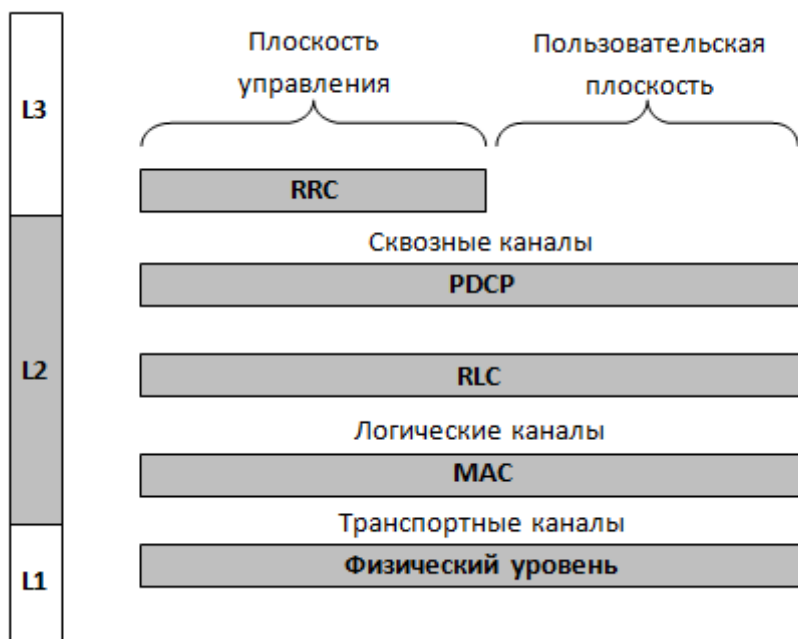 Плоскость
управления
Пользовательская
плоскость
L3
RRC
Сквозные каналы
PDCP
L2
RLC
Логические каналы
MAC
Транспортные каналы
Физический уровень
L1